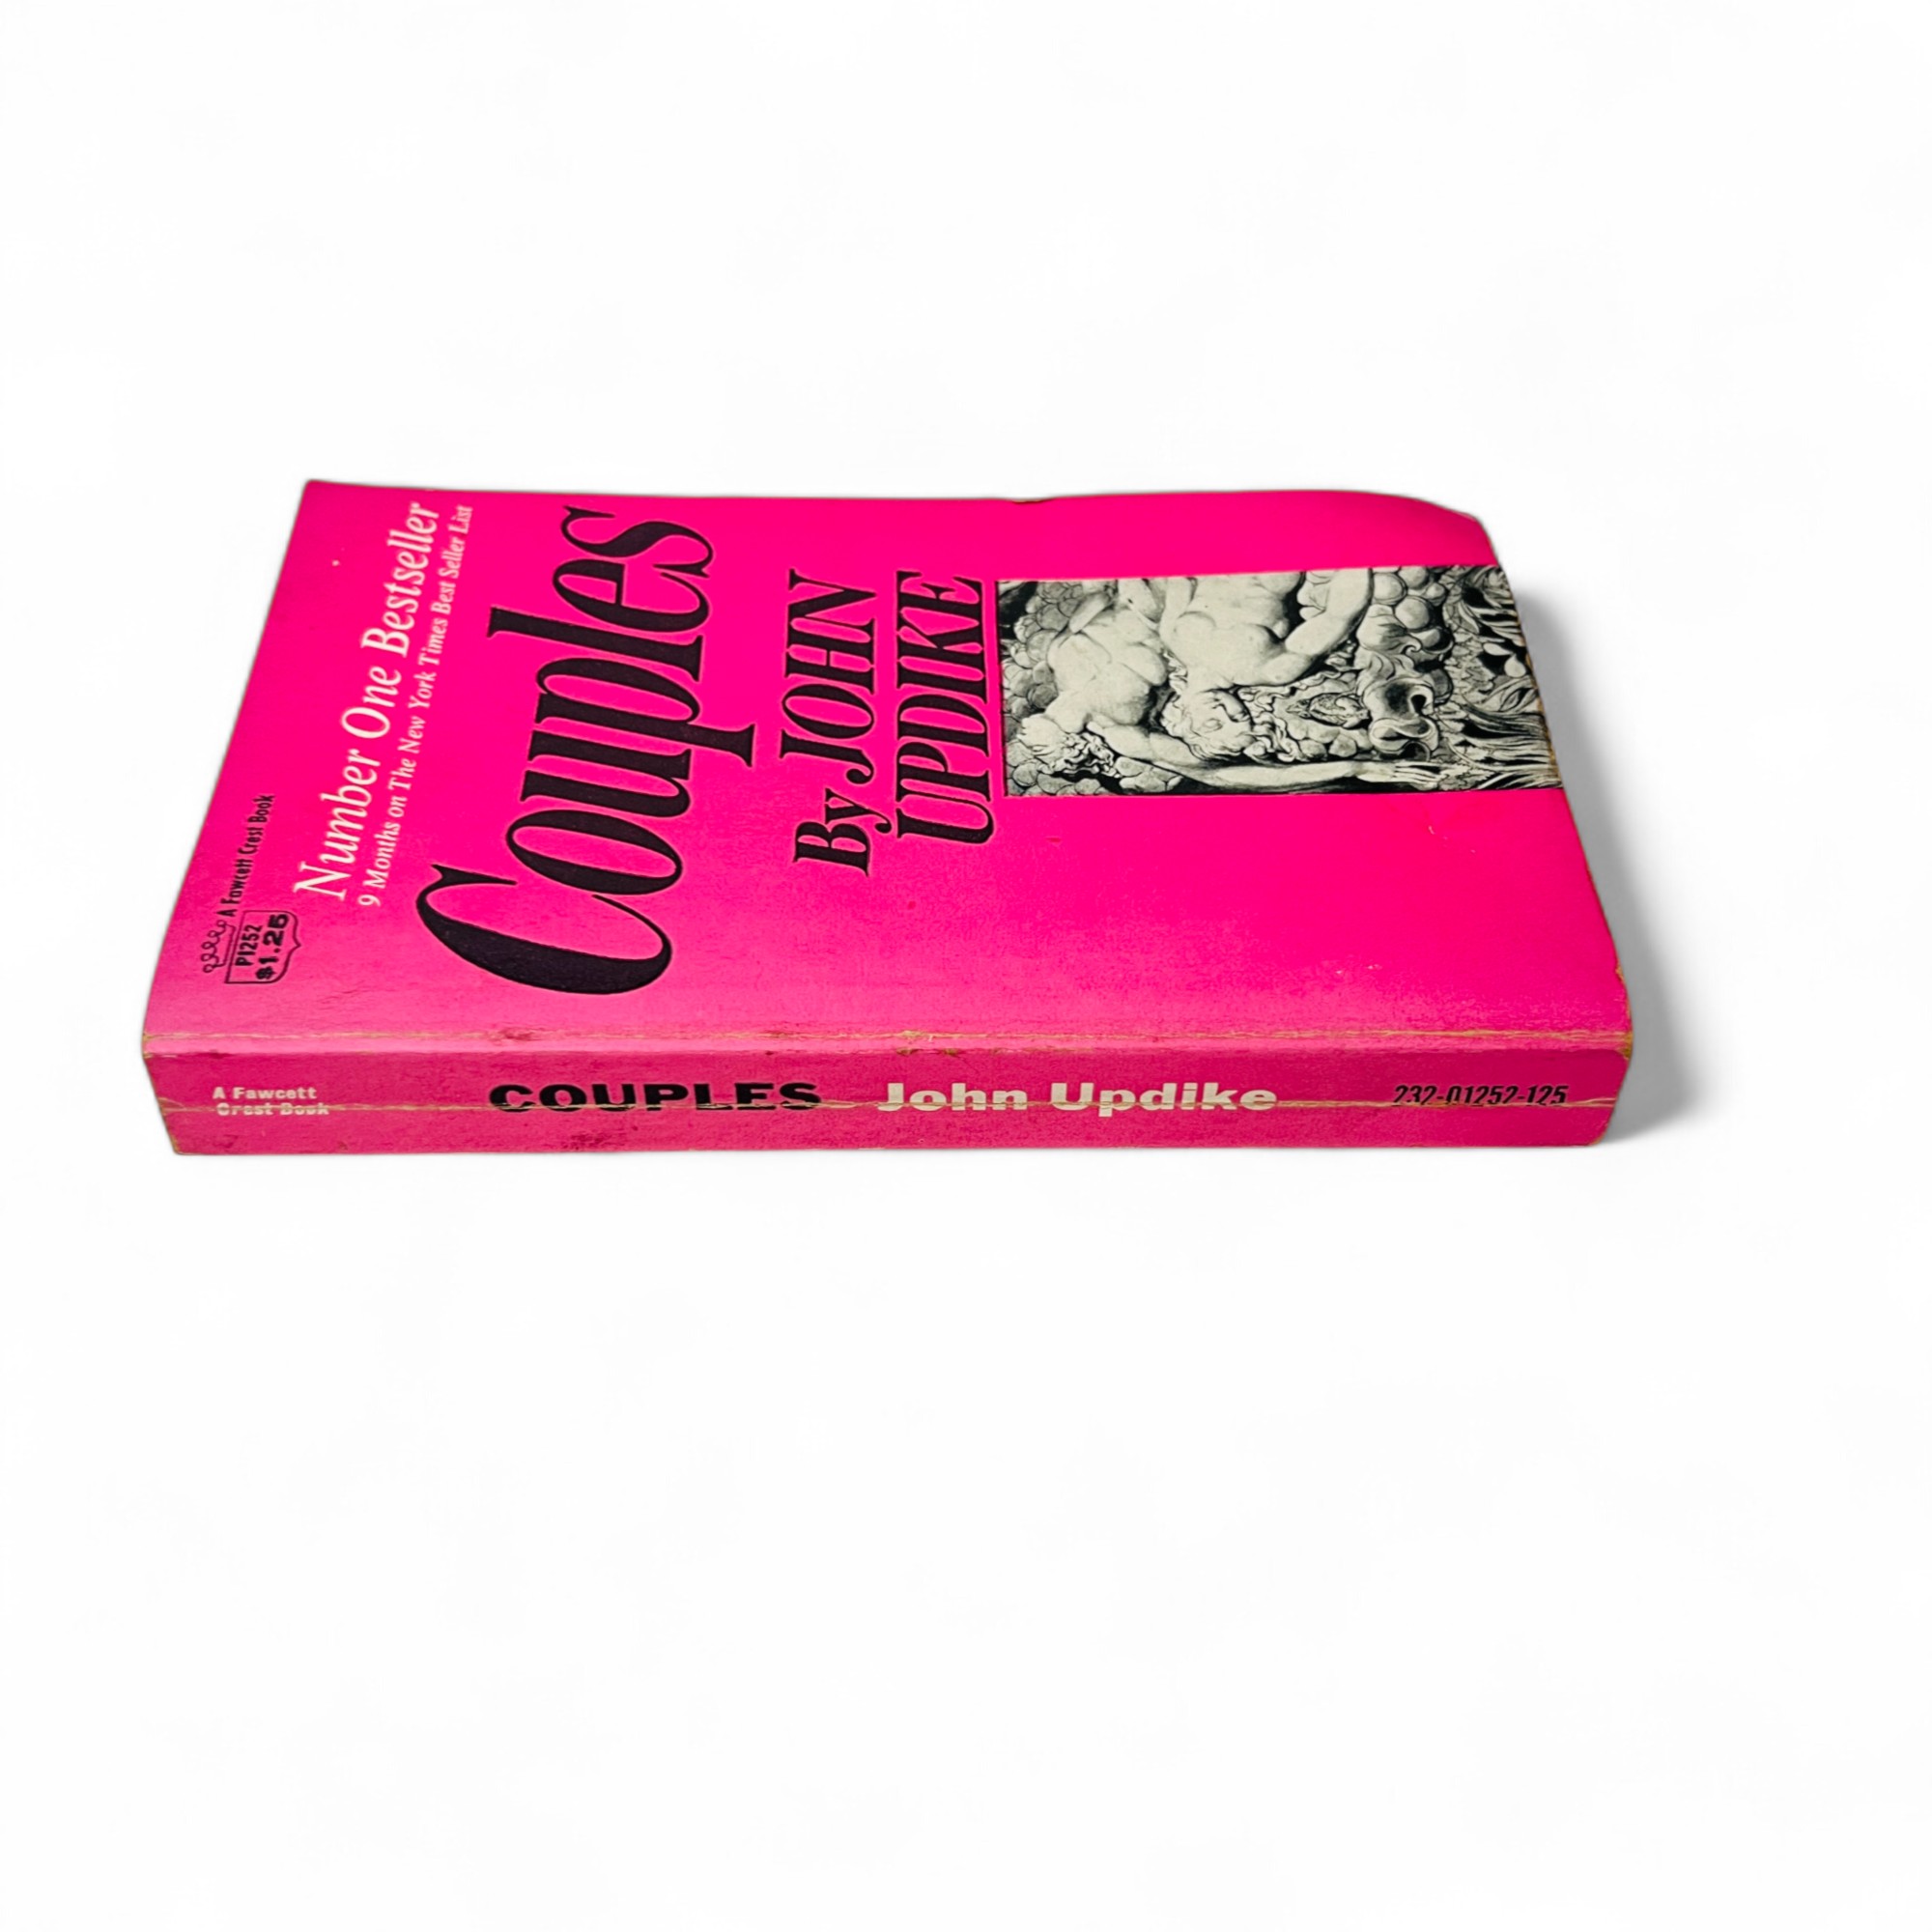 A Fawcett Crest Book
P1252
$1.25
Number One Bestseller
9 Months on The New York Times Best Seller List
Couples
By JOHN
UPDIKE
A Fawcett
Crest Book
COUPLES John Updike 232-01252-125